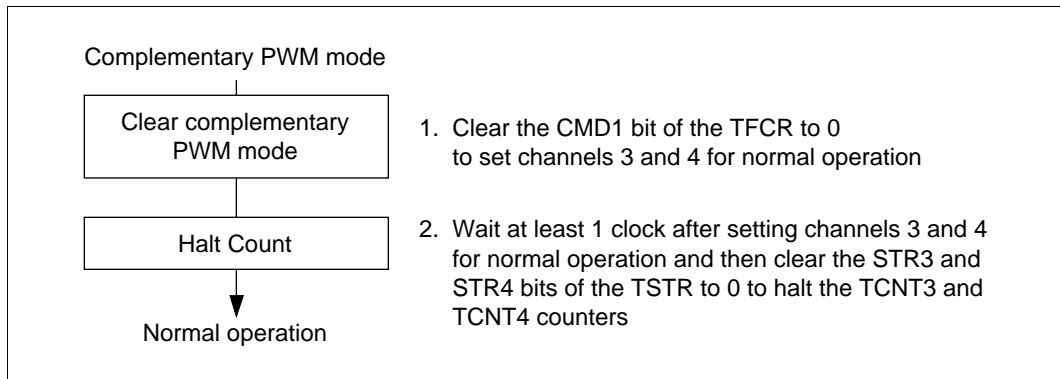 Complementary PWM mode
Clear complementary
PWM mode
1. Clear the CMD1 bit of the TFCR to 0
to set channels 3 and 4 for normal operation
Halt Count
2. Wait at least 1 clock after setting channels 3 and 4
for normal operation and then clear the STR3 and
STR4 bits of the TSTR to 0 to halt the TCNT3 and
TCNT4 counters
Normal operation